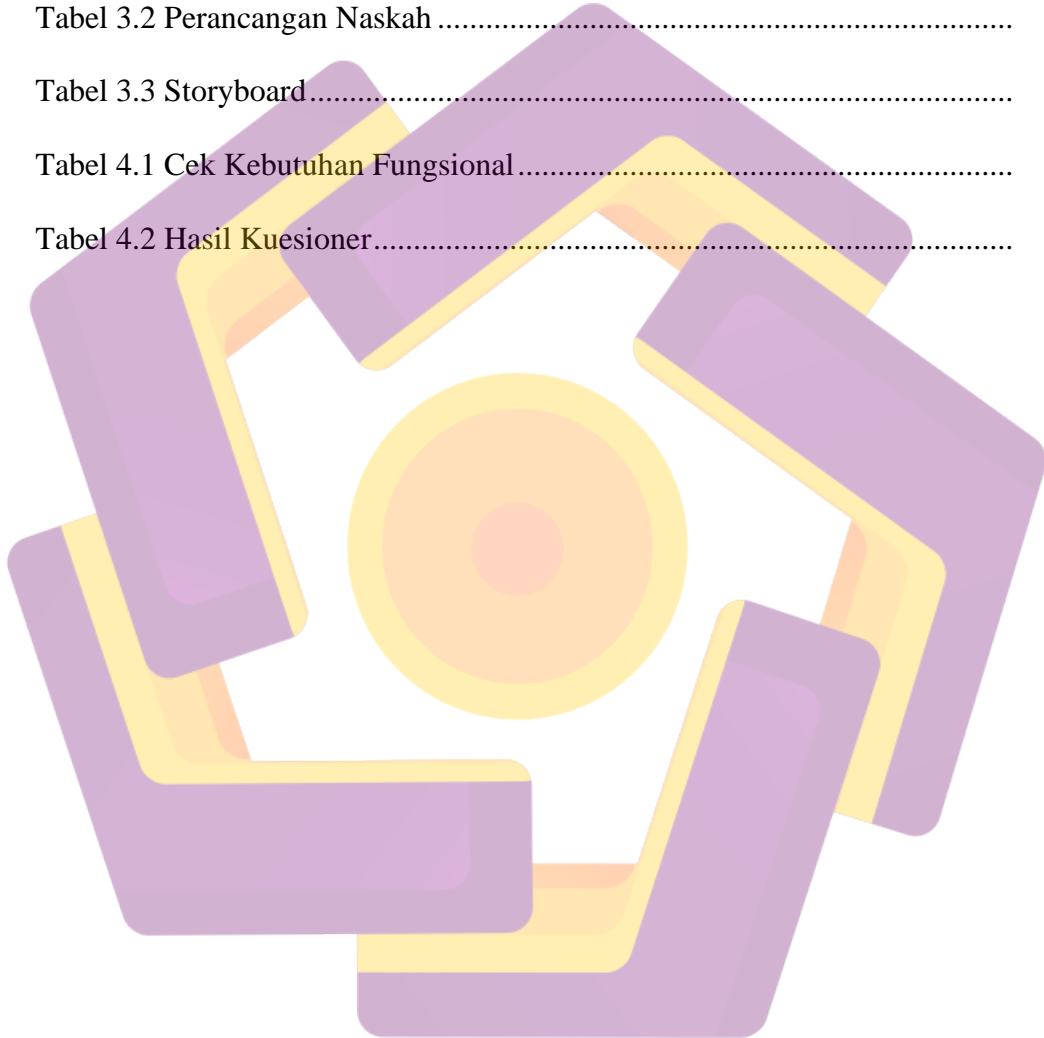 Tabel 3.2 Perancangan Naskah ........................................................................
Tabel 3.3 Storyboard........................................................................................
Tabel 4.1 Cek Kebutuhan Fungsional ..............................................................
Tabel 4.2 Hasil Kuesioner................................................................................